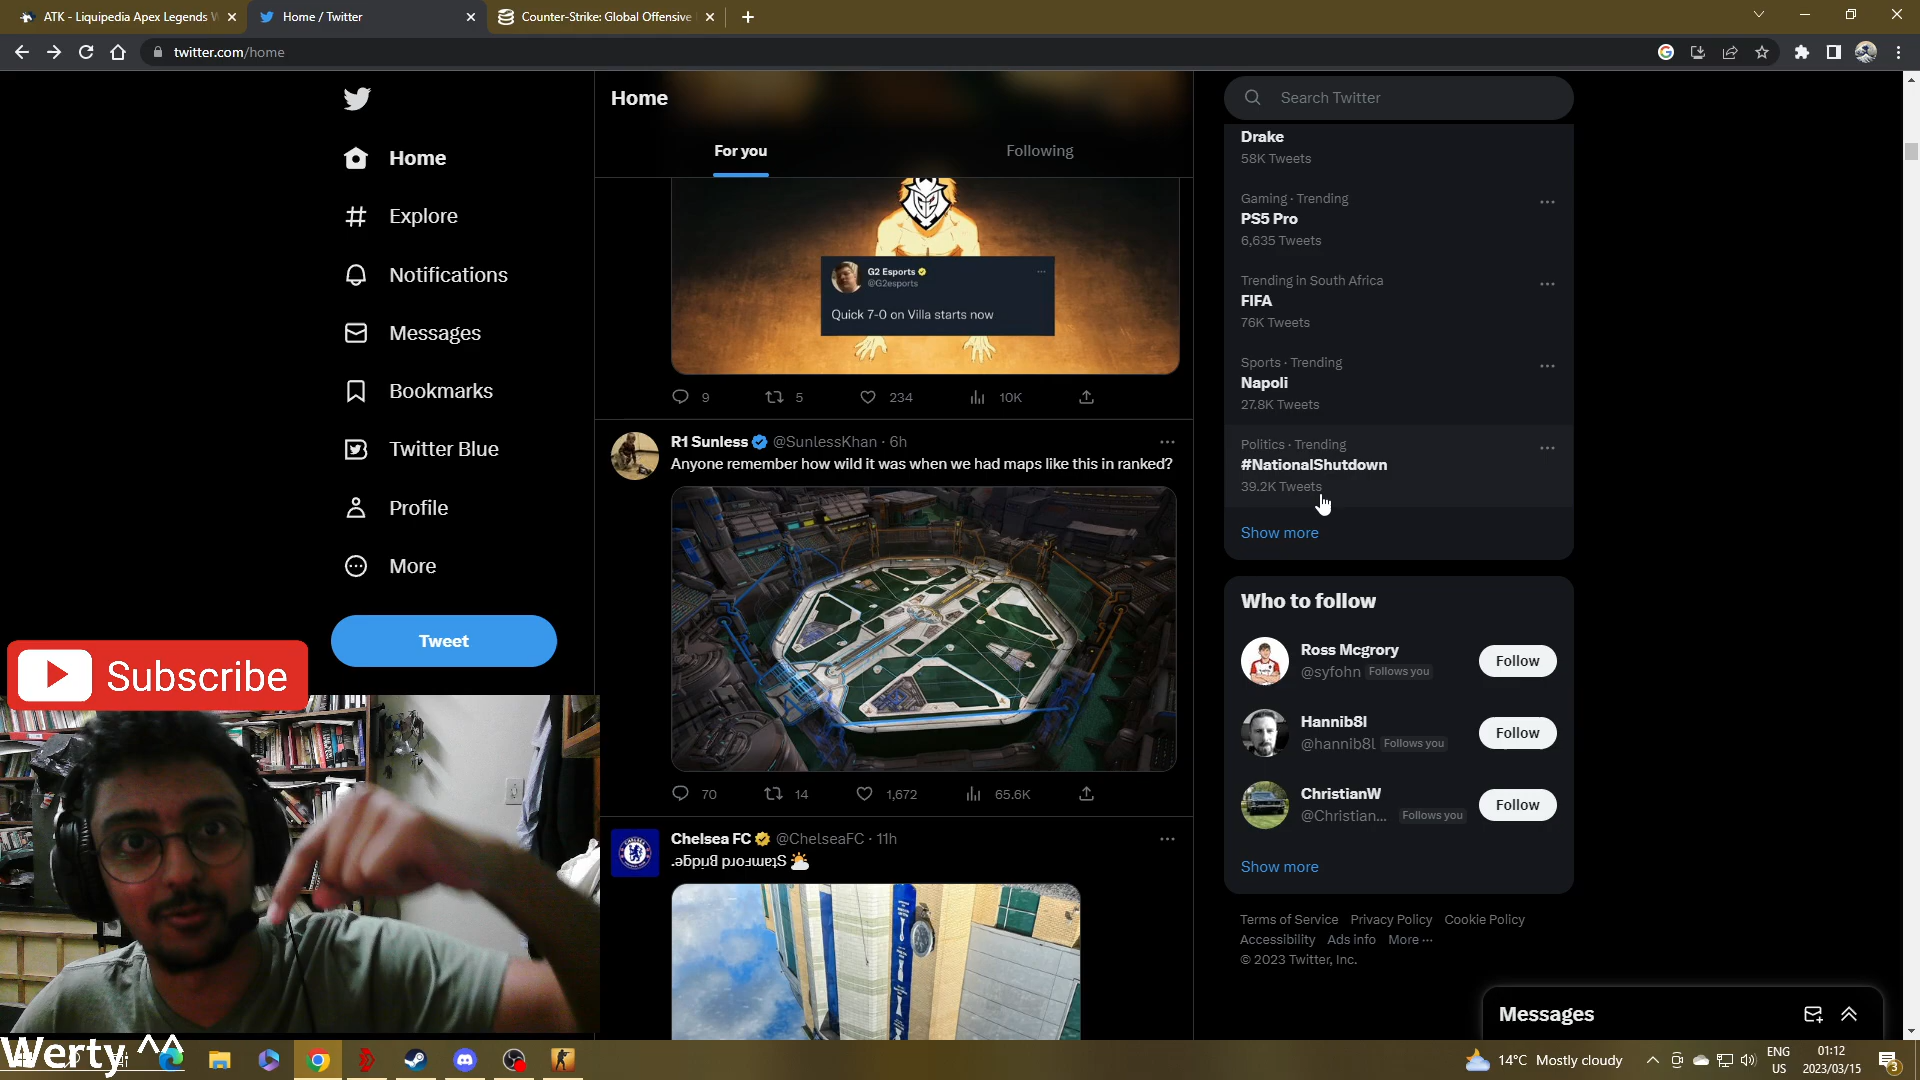 ATK - Liquipedia Apex Legends W
Home / Twitter
Counter-Strike: Global Offensive
twitter.com/home
Home
Explore
Notifications
Messages
Bookmarks
Twitter Blue
Profile
More
Tweet
Subscribe
Werty ^^
Home
For you
Following
G2 Esports
@G2esports
Quick 7-0 on Villa starts now
9
5
234
10K
R1 Sunless @SunlessKhan · 6h
Anyone remember how wild it was when we had maps like this in ranked?
70
14
1,672
65.6K
Chelsea FC @ChelseaFC · 11h
Search Twitter
Drake
58K Tweets
Gaming · Trending
PS5 Pro
6,635 Tweets
Trending in South Africa
FIFA
76K Tweets
Sports · Trending
Napoli
27.8K Tweets
Politics · Trending
#NationalShutdown
39.2K Tweets
Show more
Who to follow
Ross Mcgrory
@syfohn Follows you
Follow
Hannib8l
@hannib8l Follows you
Follow
ChristianW
@Christian... Follows you
Follow
Show more
Terms of Service Privacy Policy Cookie Policy
Accessibility Ads info More ···
© 2023 Twitter, Inc.
Messages
14°C Mostly cloudy
ENG
US
01:12
2023/03/15
3